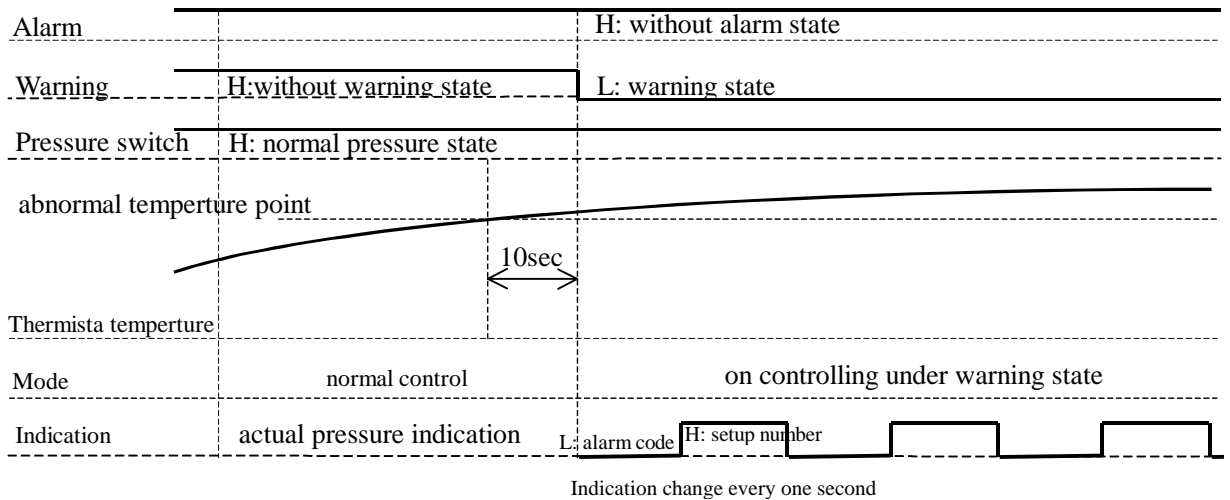 Alarm
H: without alarm state
Warning
H:without warning state
L: warning state
Pressure switch
H: normal pressure state
abnormal temperture point
10sec
Thermista temperture
Mode
normal control
on controlling under warning state
Indication
actual pressure indication
L: alarm code
H: setup number
Indication change every one second